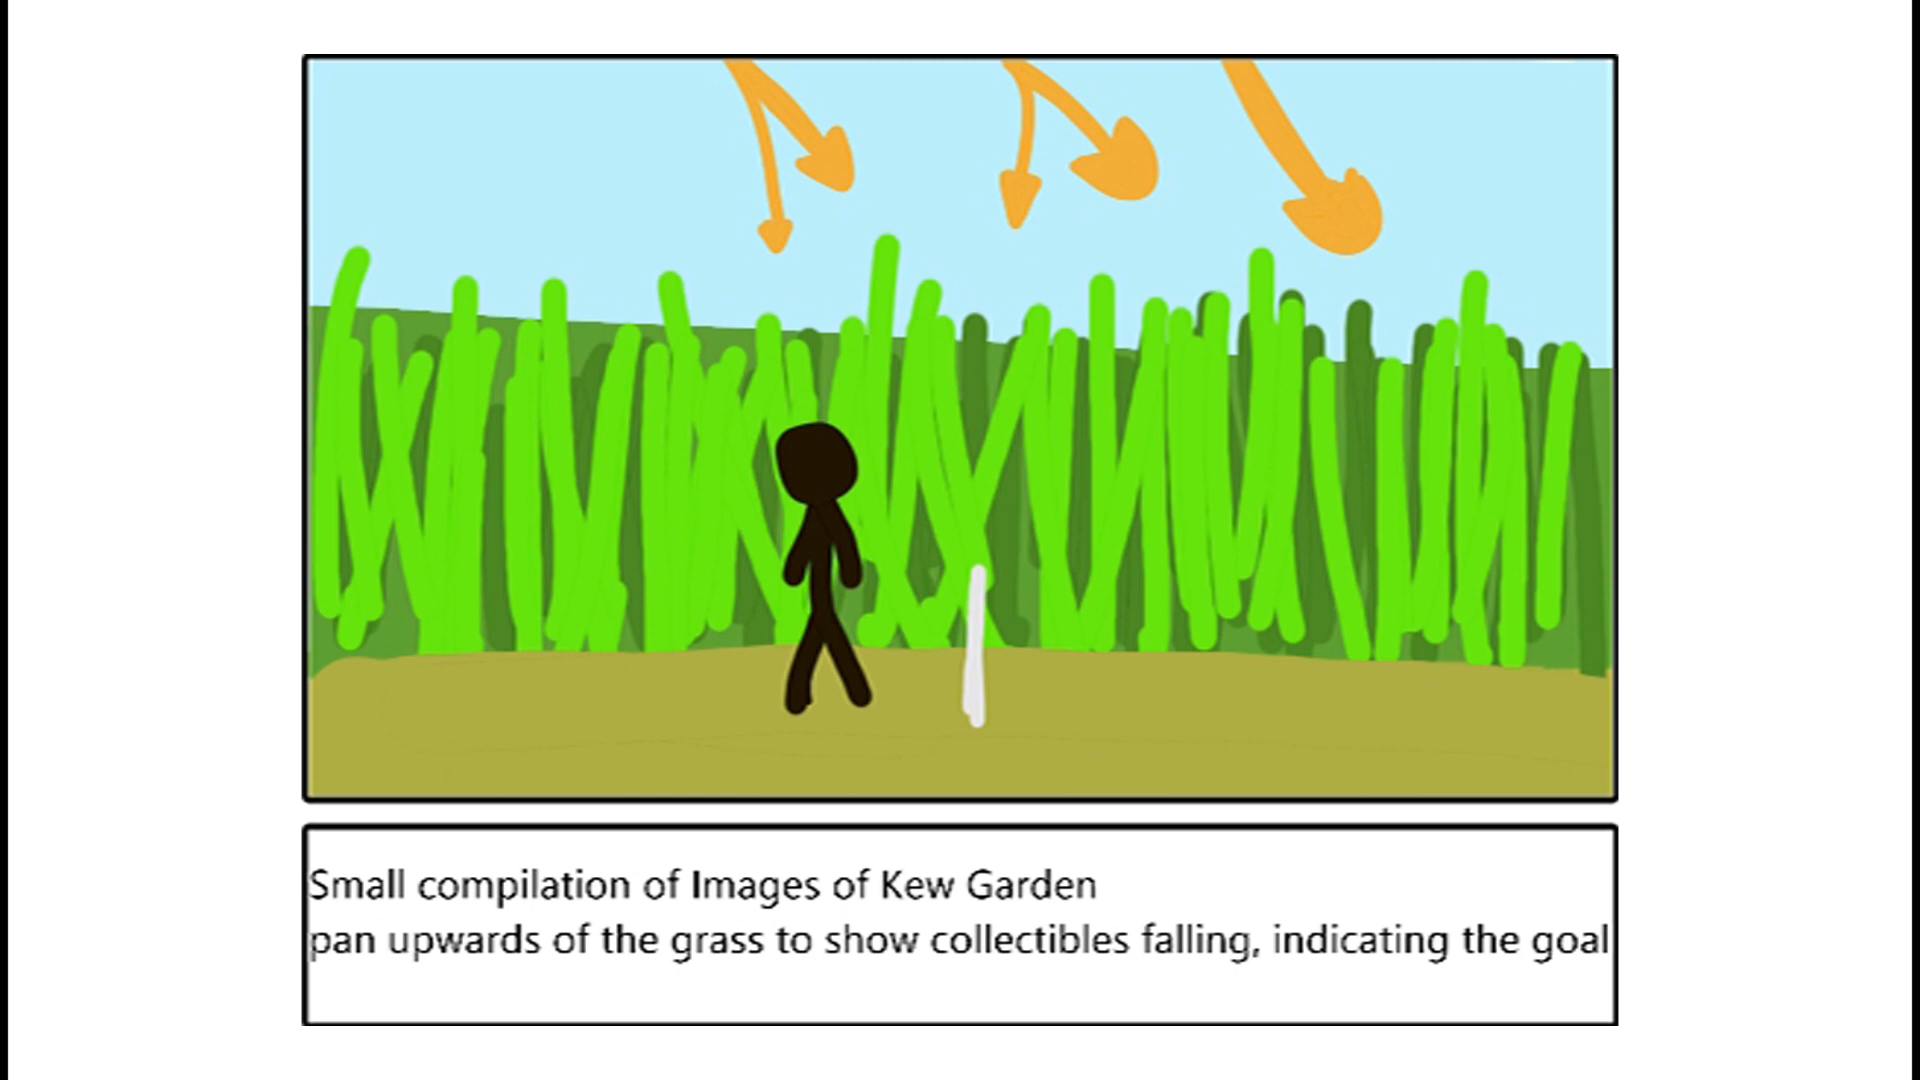 Small compilation of Images of Kew Garden
pan upwards of the grass to show collectibles falling, indicating the goal